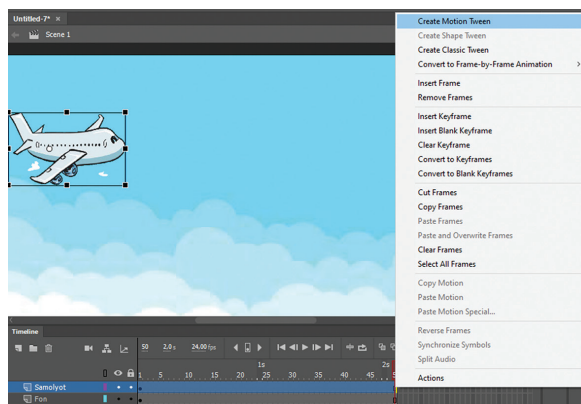 Untitled-7* ×
Scene 1
Create Motion Tween
Create Shape Tween
Create Classic Tween
Convert to Frame-by-Frame Animation
Insert Frame
Remove Frames
Insert Keyframe
Insert Blank Keyframe
Clear Keyframe
Convert to Keyframes
Convert to Blank Keyframes
Cut Frames
Copy Frames
Paste Frames
Paste and Overwrite Frames
Clear Frames
Select All Frames
Copy Motion
Paste Motion
Paste Motion Special...
Reverse Frames
Synchronize Symbols
Split Audio
Actions
Timeline
50 2.0 s 24.00 fps
1s 2s
1 5 10 15 20 25 30 35 40 45
Samolyot
Fon